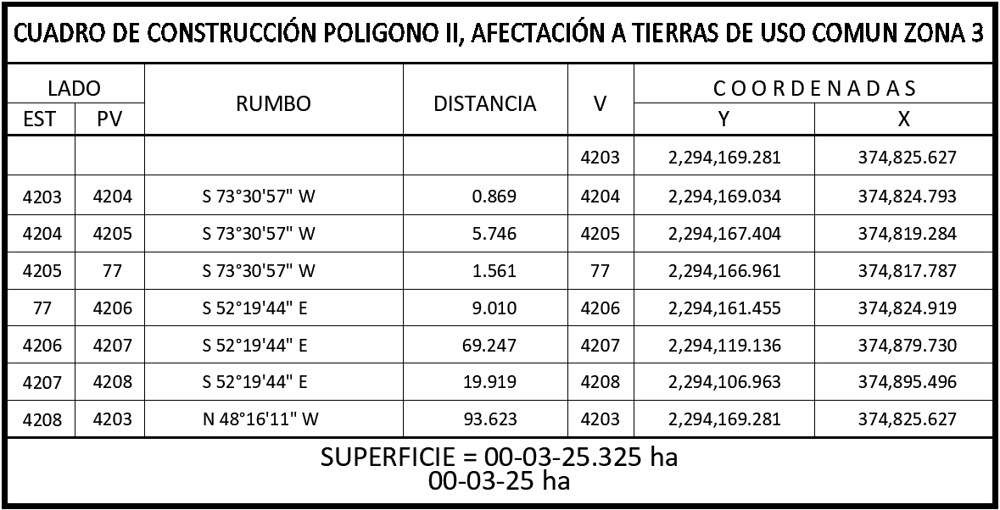 CUADRO DE CONSTRUCCIÓN POLIGONO II, AFECTACIÓN A TIERRAS DE USO COMUN ZONA 3
LADO RUMBO DISTANCIA V COORDENADAS
EST PV Y X
4203 2,294,169.281 374,825.627
4203 4204 S 73°30'57" W 0.869 4204 2,294,169.034 374,824.793
4204 4205 S 73°30'57" W 5.746 4205 2,294,167.404 374,819.284
4205 77 S 73°30'57" W 1.561 77 2,294,166.961 374,817.787
77 4206 S 52°19'44" E 9.010 4206 2,294,161.455 374,824.919
4206 4207 S 52°19'44" E 69.247 4207 2,294,119.136 374,879.730
4207 4208 S 52°19'44" E 19.919 4208 2,294,106.963 374,895.496
4208 4203 N 48°16'11" W 93.623 4203 2,294,169.281 374,825.627
SUPERFICIE = 00-03-25.325 ha
00-03-25 ha